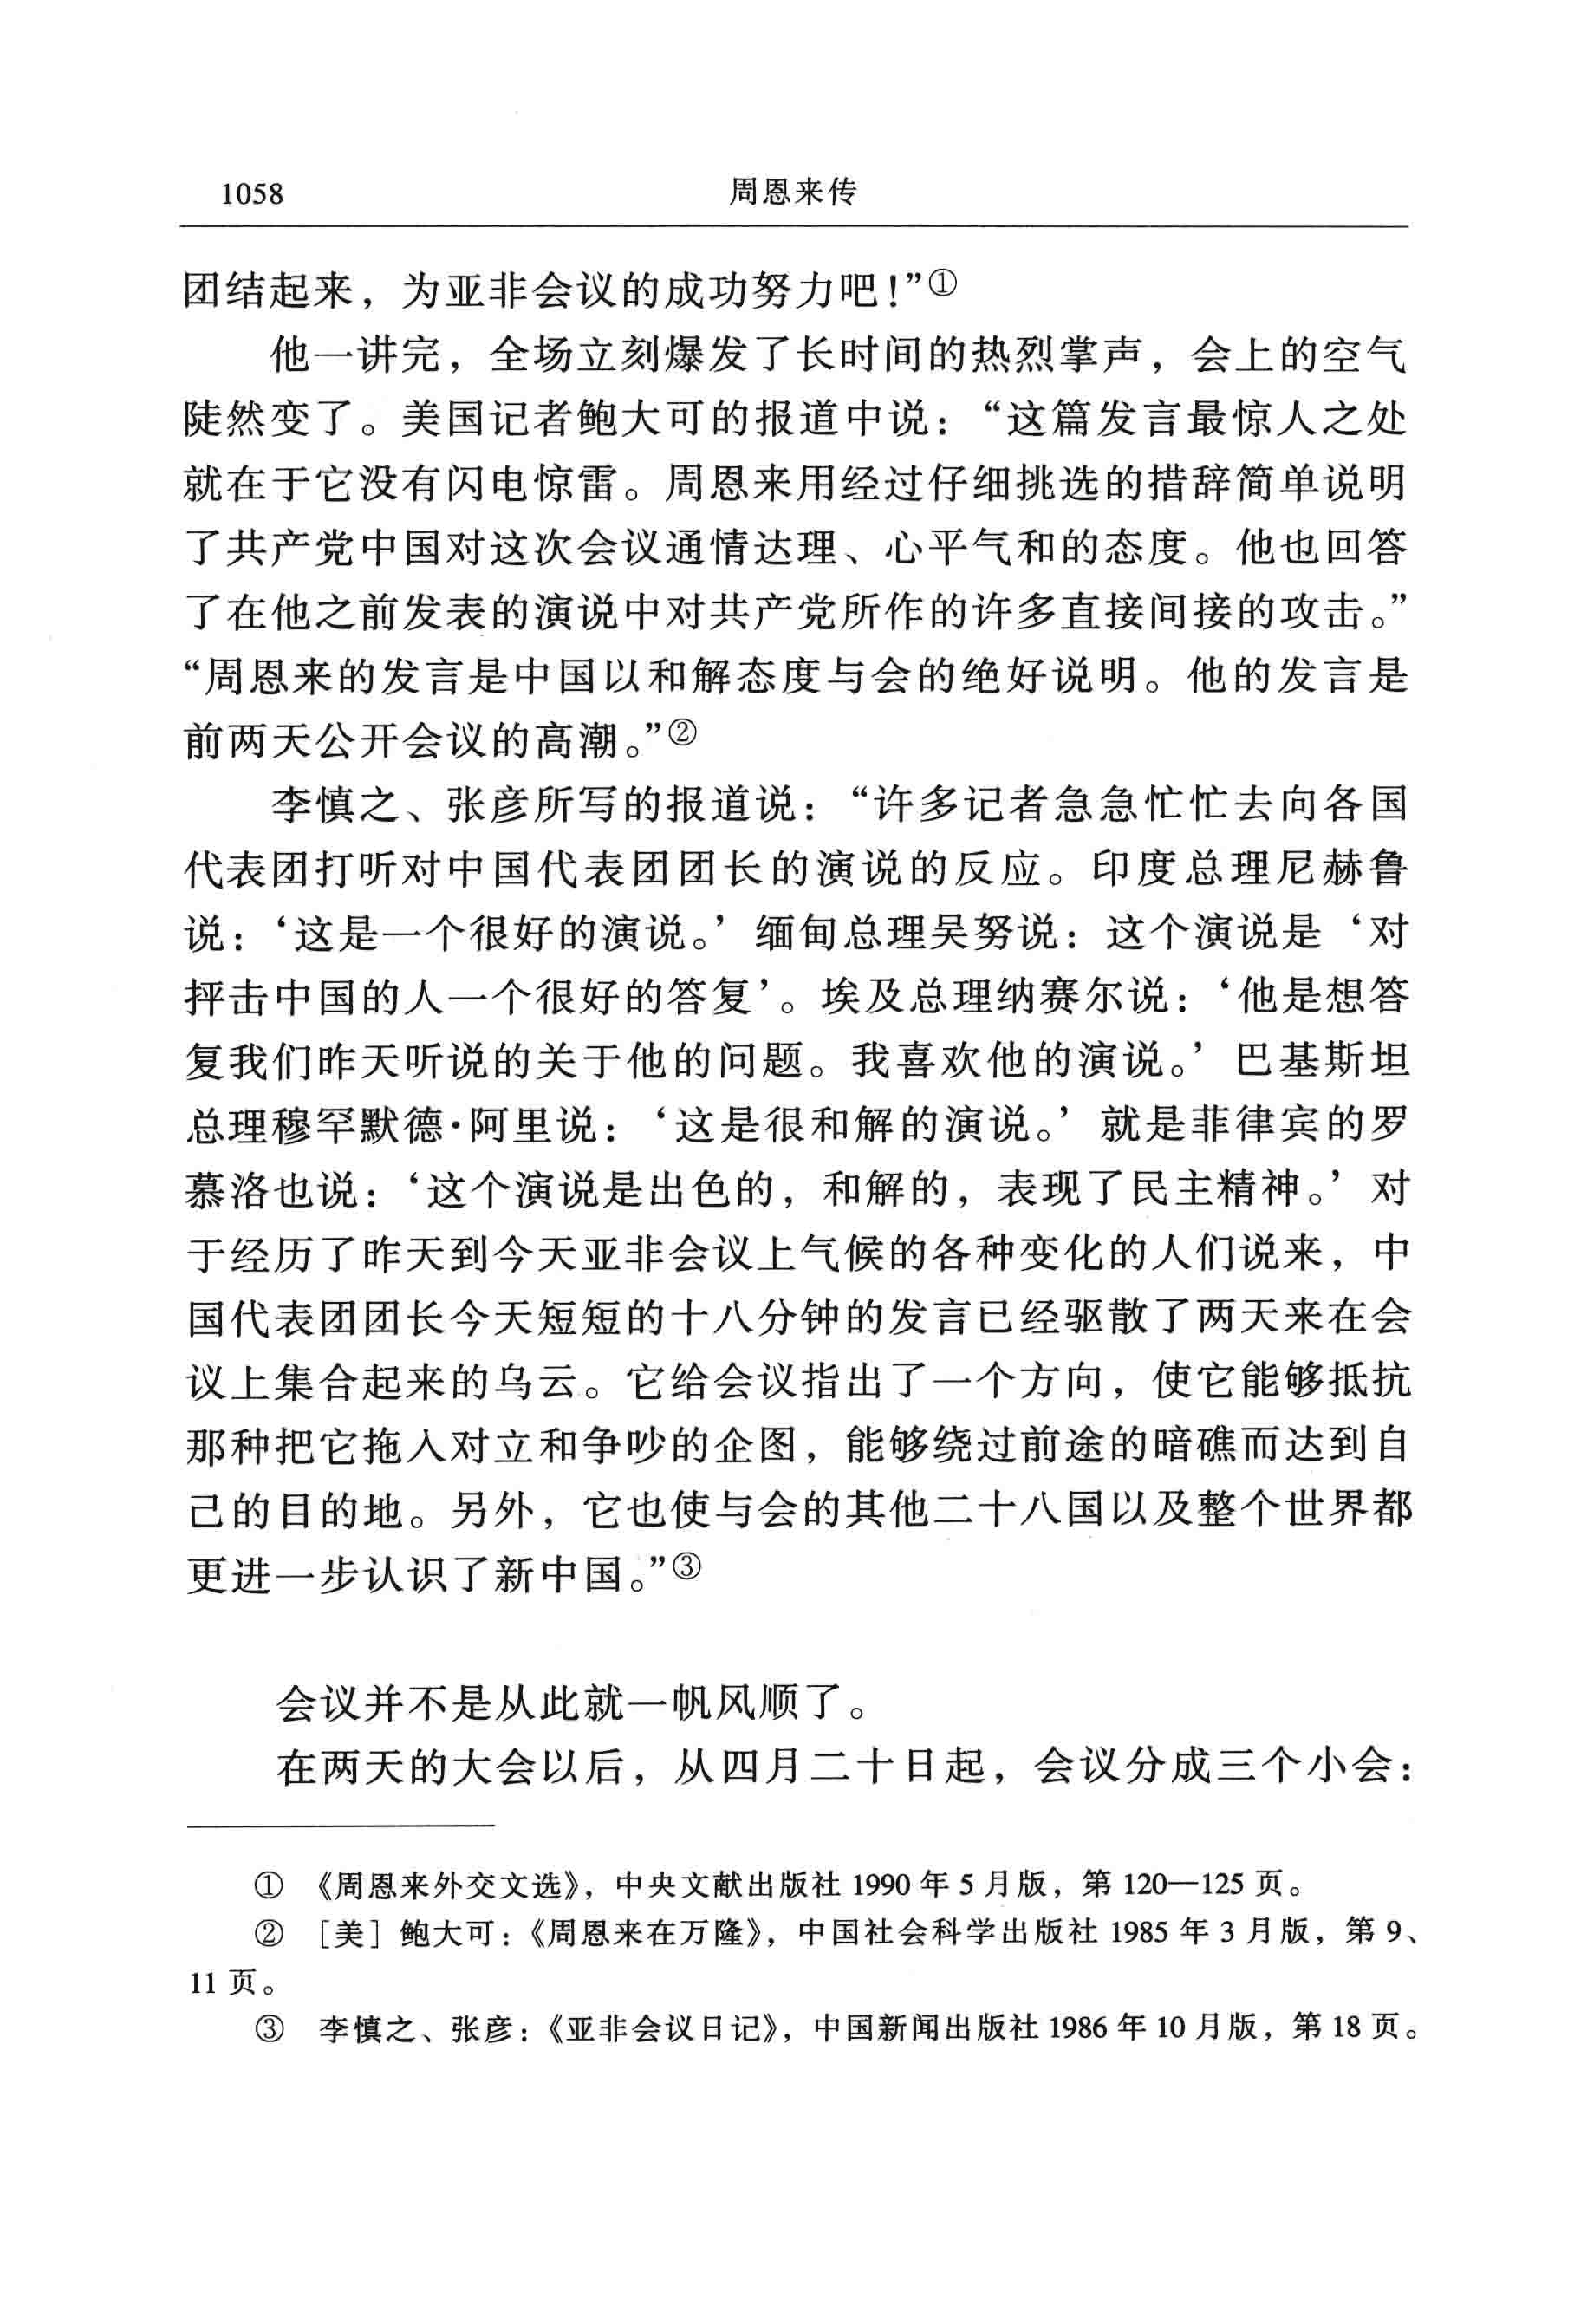 1058 周恩来传
团结起来，为亚非会议的成功努力吧！”①
他一讲完，全场立刻爆发了长时间的热烈掌声，会上的空气
陡然变了。美国记者鲍大可的报道中说：“这篇发言最惊人之处
就在于它没有闪电惊雷。周恩来用经过仔细挑选的措辞简单说明
了共产党中国对这次会议通情达理、心平气和的态度。他也回答
了在他之前发表的演说中对共产党所作的许多直接间接的攻击。”
“周恩来的发言是中国以和解态度与会的绝好说明。他的发言是
前两天公开会议的高潮。”②
李慎之、张彦所写的报道说：“许多记者急急忙忙去向各国
代表团打听对中国代表团团长的演说的反应。印度总理尼赫鲁
说：‘这是一个很好的演说。’缅甸总理吴努说：这个演说是‘对
抨击中国的人一个很好的答复’。埃及总理纳赛尔说：‘他是想答
复我们昨天听说的关于他的问题。我喜欢他的演说。’巴基斯坦
总理穆罕默德·阿里说：‘这是很和解的演说。’就是菲律宾的罗
慕洛也说：‘这个演说是出色的，和解的，表现了民主精神。’对
于经历了昨天到今天亚非会议上气候的各种变化的人们说来，中
国代表团团长今天短短的十八分钟的发言已经驱散了两天来在会
议上集合起来的乌云。它给会议指出了一个方向，使它能够抵抗
那种把它拖入对立和争吵的企图，能够绕过前途的暗礁而达到自
己的目的地。另外，它也使与会的其他二十八国以及整个世界都
更进一步认识了新中国。”③
会议并不是从此就一帆风顺了。
在两天的大会以后，从四月二十日起，会议分成三个小会：
① 《周恩来外交文选》，中央文献出版社 1990 年 5 月版，第 120—125 页。
② ［美］鲍大可：《周恩来在万隆》，中国社会科学出版社 1985 年 3 月版，第 9、
11 页。
③ 李慎之、张彦：《亚非会议日记》，中国新闻出版社 1986 年 10 月版，第 18 页。